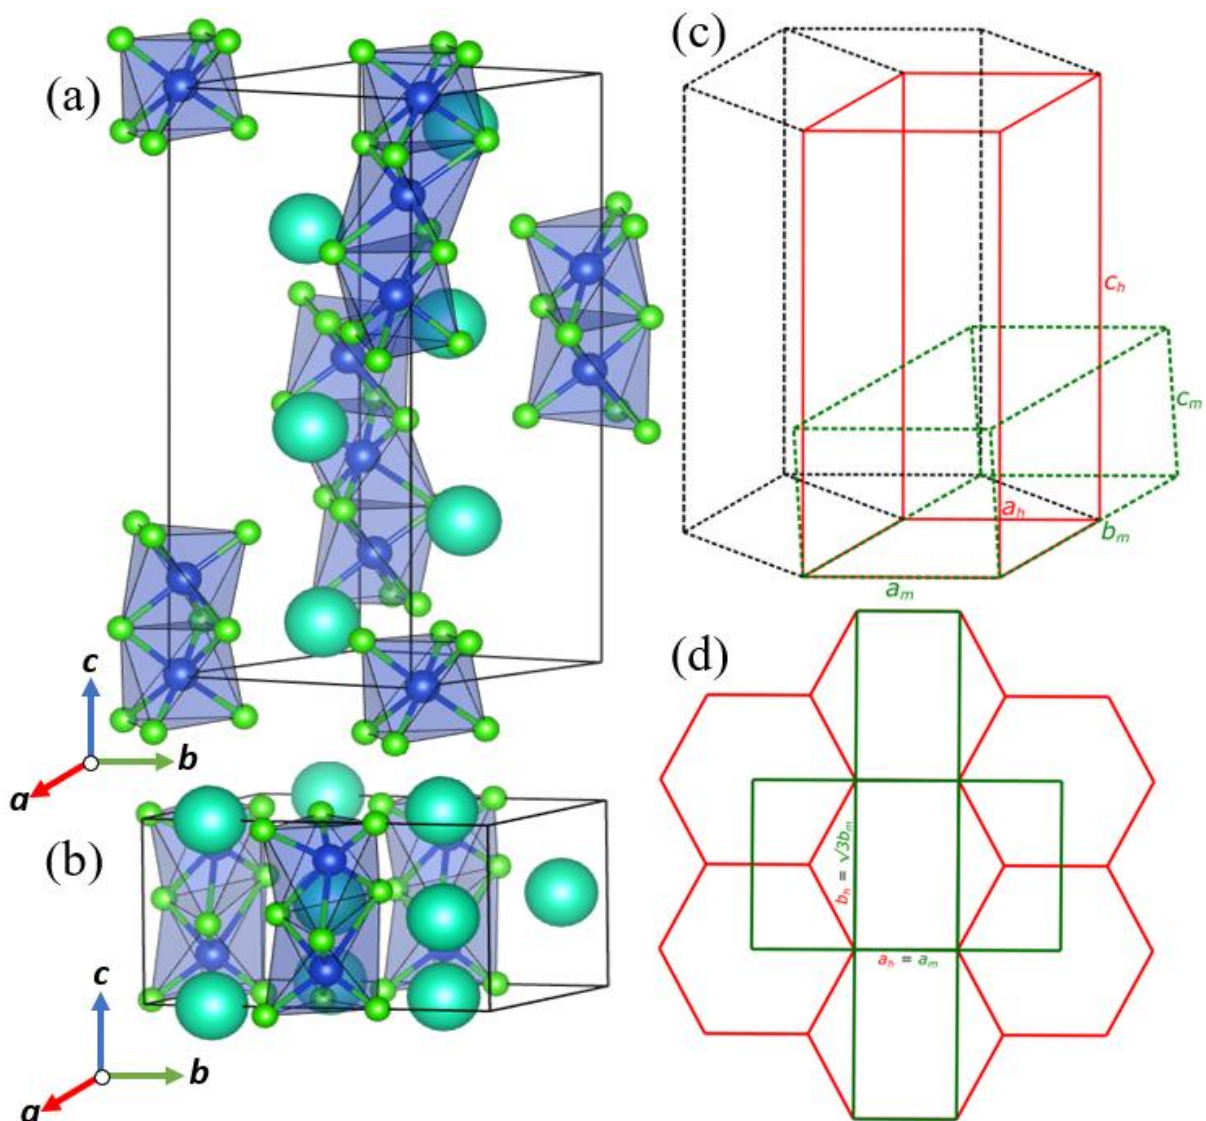 (a)
c
b
a
(b)
c
b
a
(c)
c_h
c_m
a_h
b_m
a_m
(d)
b_h = √3b_m
a_h = a_m